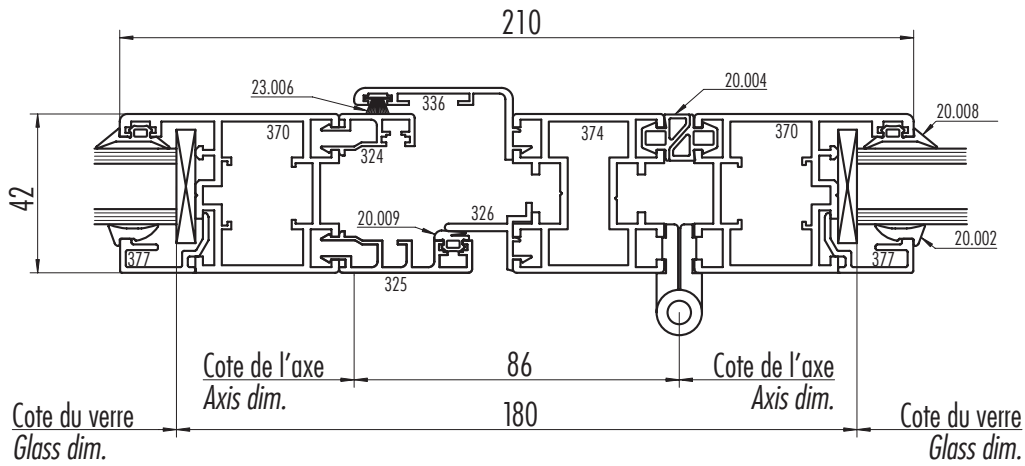 210
23.006
336
20.004
20.008
370
324
374
370
42
20.009
326
377
325
377
20.002
Cote de l'axe
Axis dim.
86
Cote de l'axe
Axis dim.
Cote du verre
Glass dim.
180
Cote du verre
Glass dim.